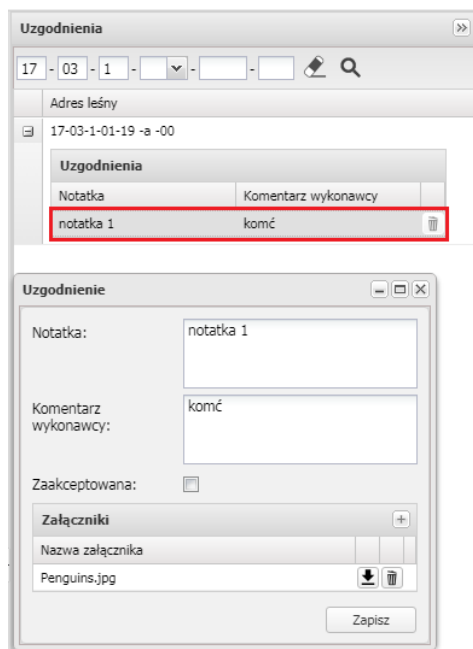 Uzgodnienia
17 - 03 - 1 - - -
Adres leśny
17-03-1-01-19 -a -00
Uzgodnienia
Notatka Komentarz wykonawcy
notatka 1 komć
Uzgodnienie
Notatka: notatka 1
Komentarz wykonawcy: komć
Zaakceptowana:
Załączniki
Nazwa załącznika
Penguins.jpg
Zapisz